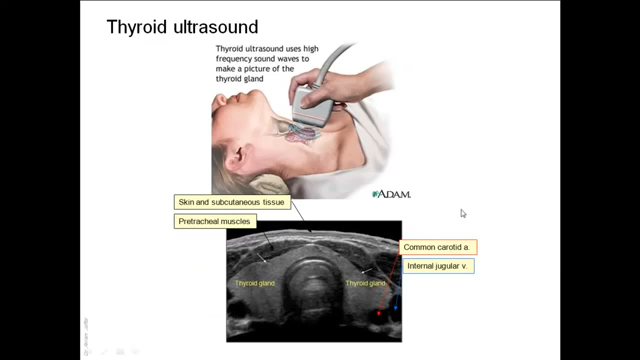 Thyroid ultrasound
Thyroid ultrasound uses high
frequency sound waves to
make a picture of the
thyroid gland
ADAM.
Skin and subcutaneous tissue
Pretracheal muscles
Common carotid a.
Internal jugular v.
Thyroid gland
Thyroid gland